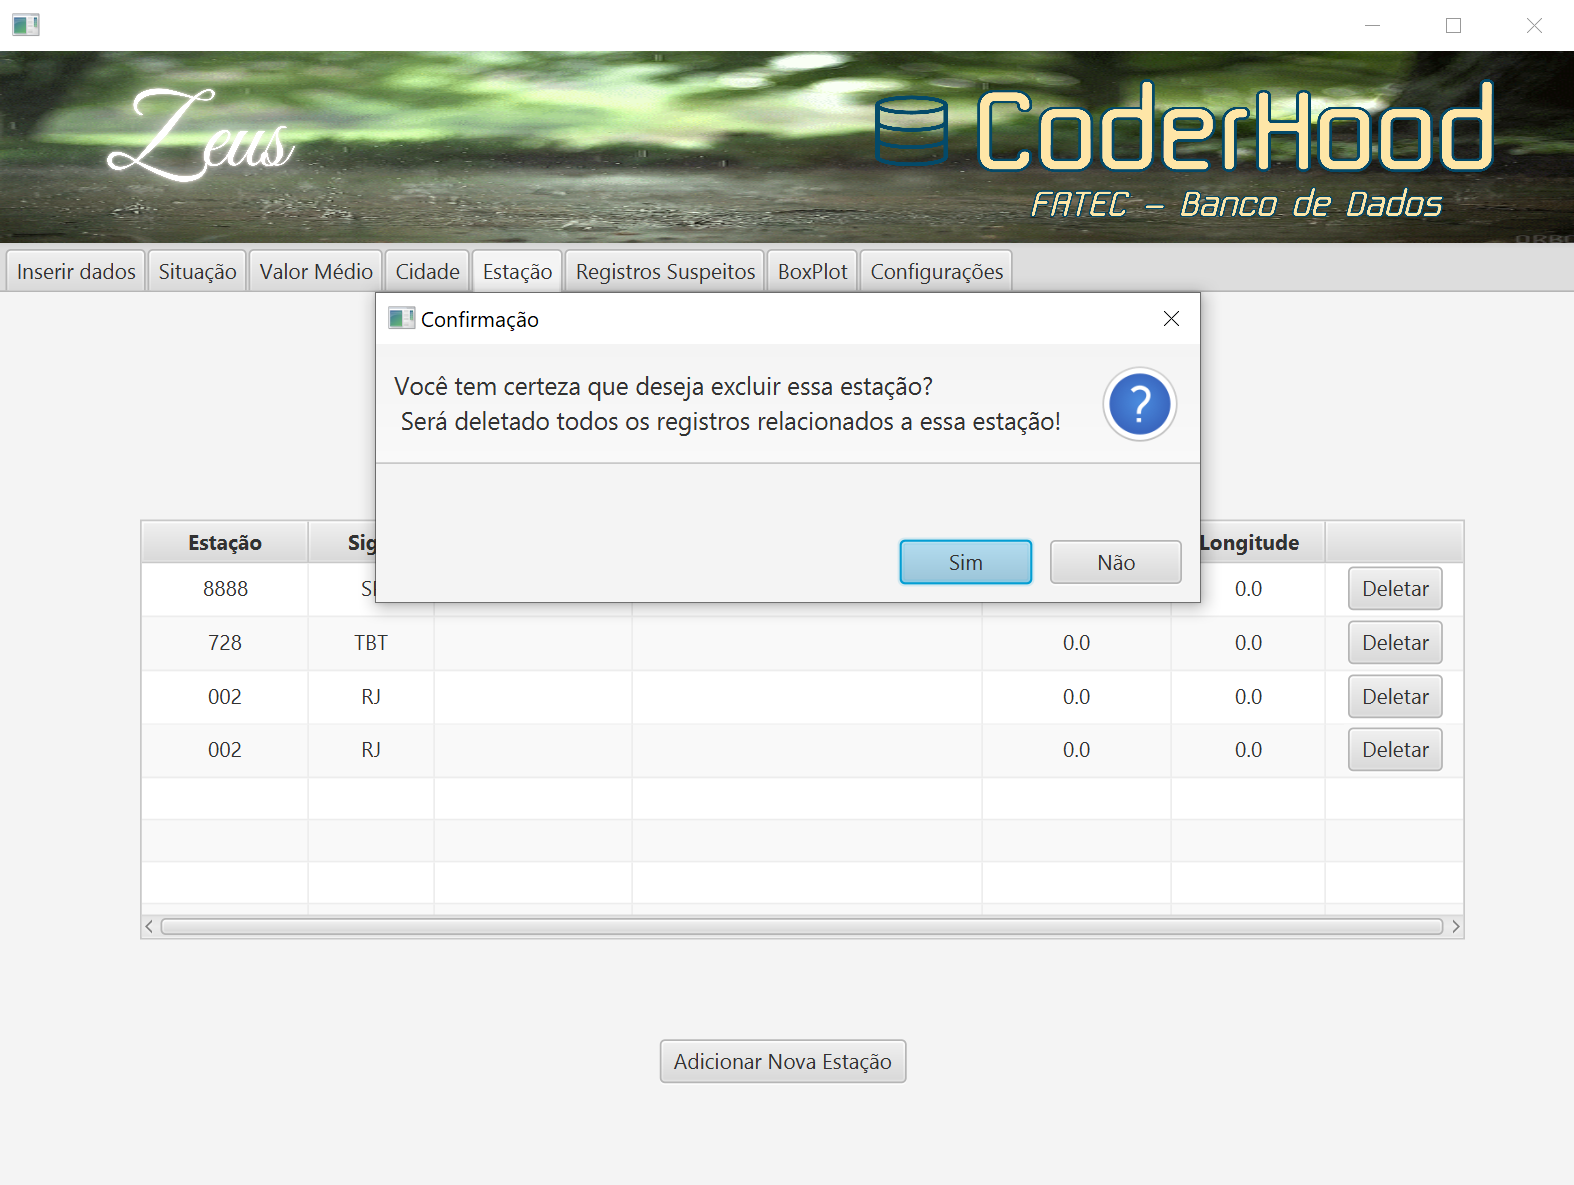 Zeus
CoderHood
FATEC - Banco de Dados
Inserir dados Situação Valor Médio Cidade Estação Registros Suspeitos BoxPlot Configurações
Confirmação
Você tem certeza que deseja excluir essa estação?
Será deletado todos os registros relacionados a essa estação!
Sim Não
Estação Sig Longitude
8888 0.0 Deletar
728 TBT 0.0 0.0 Deletar
002 RJ 0.0 0.0 Deletar
002 RJ 0.0 0.0 Deletar
Adicionar Nova Estação